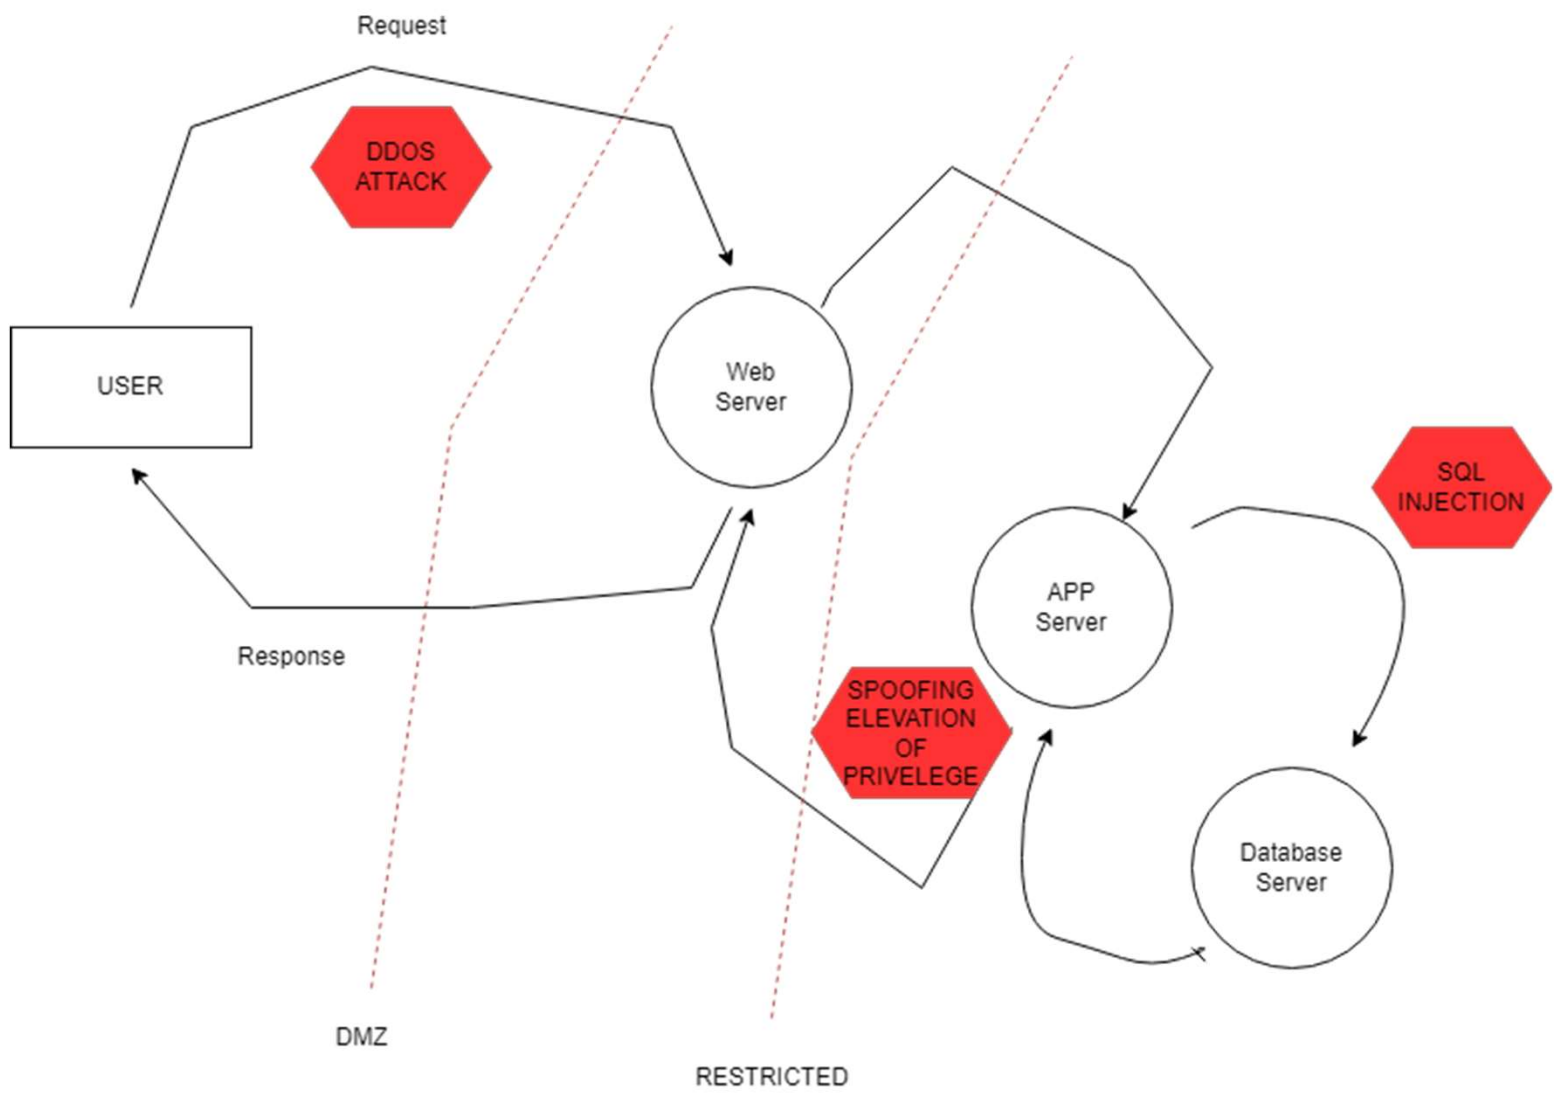 Request
DDOS
ATTACK
USER
Web
Server
SQL
INJECTION
APP
Server
Response
SPOOFING
ELEVATION
OF
PRIVELEGE
Database
Server
DMZ
RESTRICTED